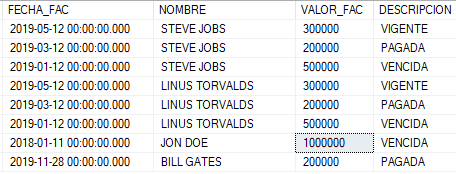 FECHA_FAC NOMBRE VALOR_FAC DESCRIPCION
2019-05-12 00:00:00.000 STEVE JOBS 300000 VIGENTE
2019-03-12 00:00:00.000 STEVE JOBS 200000 PAGADA
2019-01-12 00:00:00.000 STEVE JOBS 500000 VENCIDA
2019-05-12 00:00:00.000 LINUS TORVALDS 300000 VIGENTE
2019-03-12 00:00:00.000 LINUS TORVALDS 200000 PAGADA
2019-01-12 00:00:00.000 LINUS TORVALDS 500000 VENCIDA
2018-01-11 00:00:00.000 JON DOE 1000000 VENCIDA
2019-11-28 00:00:00.000 BILL GATES 200000 PAGADA